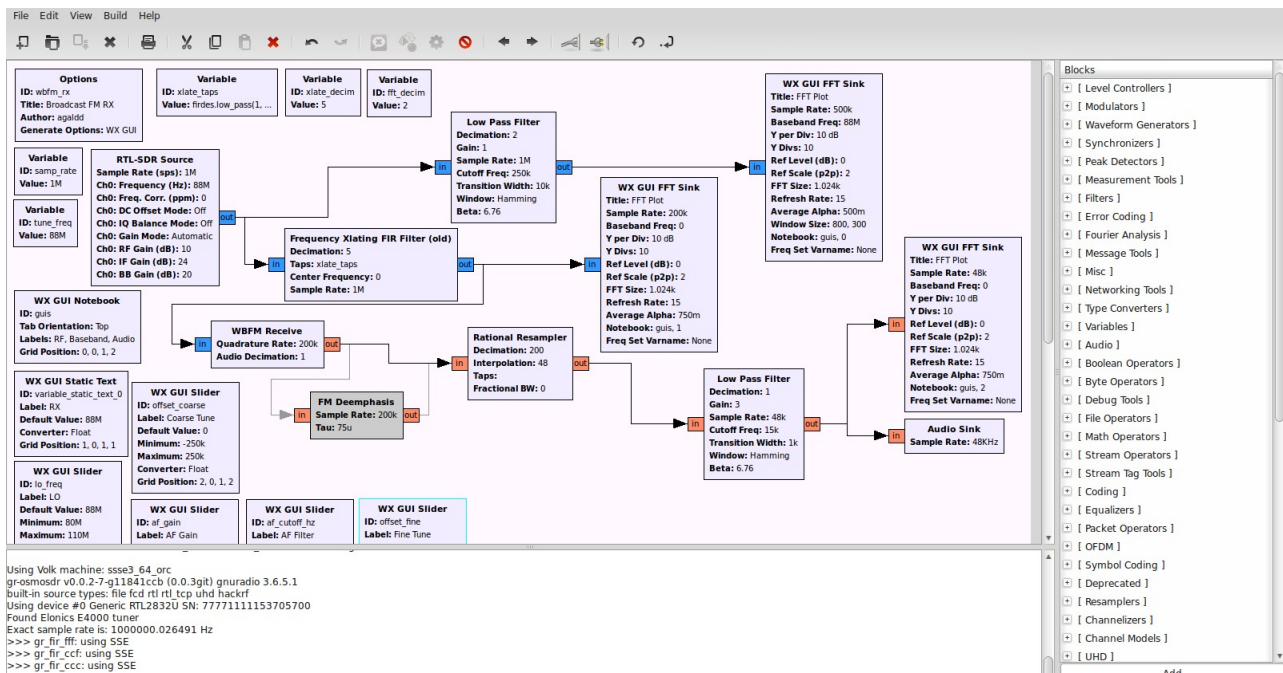 File Edit View Build Help
Options
ID: wbfm_rx
Title: Broadcast FM RX
Author: agaldd
Generate Options: WX GUI
Variable
ID: xlate_taps
Value: firdes.low_pass(1, ...
Variable
ID: xlate_decim
Value: 5
Variable
ID: fft_decim
Value: 2
Variable
ID: samp_rate
Value: 1M
Variable
ID: tune_freq
Value: 88M
RTL-SDR Source
Sample Rate (sps): 1M
Ch0: Frequency (Hz): 88M
Ch0: Freq. Corr. (ppm): 0
Ch0: DC Offset Mode: Off
Ch0: IQ Balance Mode: Off
Ch0: Gain Mode: Automatic
Ch0: RF Gain (dB): 10
Ch0: IF Gain (dB): 24
Ch0: BB Gain (dB): 20
out
in
Low Pass Filter
Decimation: 2
Gain: 1
Sample Rate: 1M
Cutoff Freq: 250k
Transition Width: 10k
Window: Hamming
Beta: 6.76
out
in
WX GUI FFT Sink
Title: FFT Plot
Sample Rate: 500k
Baseband Freq: 88M
Y per Div: 10 dB
Y Divs: 10
Ref Level (dB): 0
Ref Scale (p2p): 2
FFT Size: 1.024k
Refresh Rate: 15
Average Alpha: 500m
Window Size: 800, 300
Notebook: guis, 0
Freq Set Varname: None
in
Frequency Xlating FIR Filter (old)
Decimation: 5
Taps: xlate_taps
Center Frequency: 0
Sample Rate: 1M
out
in
WX GUI FFT Sink
Title: FFT Plot
Sample Rate: 200k
Baseband Freq: 0
Y per Div: 10 dB
Y Divs: 10
Ref Level (dB): 0
Ref Scale (p2p): 2
FFT Size: 1.024k
Refresh Rate: 15
Average Alpha: 750m
Notebook: guis, 1
Freq Set Varname: None
WX GUI Notebook
ID: guis
Tab Orientation: Top
Labels: RF, Baseband, Audio
Grid Position: 0, 0, 1, 2
in
WBFM Receive
Quadrature Rate: 200k
Audio Decimation: 1
out
in
FM Deemphasis
Sample Rate: 200k
Tau: 75u
out
in
Rational Resampler
Decimation: 200
Interpolation: 48
Taps:
Fractional BW: 0
out
in
Low Pass Filter
Decimation: 1
Gain: 3
Sample Rate: 48k
Cutoff Freq: 15k
Transition Width: 1k
Window: Hamming
Beta: 6.76
out
in
WX GUI FFT Sink
Title: FFT Plot
Sample Rate: 48k
Baseband Freq: 0
Y per Div: 10 dB
Y Divs: 10
Ref Level (dB): 0
Ref Scale (p2p): 2
FFT Size: 1.024k
Refresh Rate: 15
Average Alpha: 750m
Notebook: guis, 2
Freq Set Varname: None
in
Audio Sink
Sample Rate: 48KHz
WX GUI Static Text
ID: variable_static_text_0
Label: RX
Default Value: 88M
Converter: Float
Grid Position: 1, 0, 1, 1
WX GUI Slider
ID: offset_coarse
Label: Coarse Tune
Default Value: 0
Minimum: -250k
Maximum: 250k
Converter: Float
Grid Position: 2, 0, 1, 2
WX GUI Slider
ID: lo_freq
Label: LO
Default Value: 88M
Minimum: 80M
Maximum: 110M
WX GUI Slider
ID: af_gain
Label: AF Gain
WX GUI Slider
ID: af_cutoff_hz
Label: AF Filter
WX GUI Slider
ID: offset_fine
Label: Fine Tune
Blocks
[ Level Controllers ]
[ Modulators ]
[ Waveform Generators ]
[ Synchronizers ]
[ Peak Detectors ]
[ Measurement Tools ]
[ Filters ]
[ Error Coding ]
[ Fourier Analysis ]
[ Message Tools ]
[ Misc ]
[ Networking Tools ]
[ Type Converters ]
[ Variables ]
[ Audio ]
[ Boolean Operators ]
[ Byte Operators ]
[ Debug Tools ]
[ File Operators ]
[ Math Operators ]
[ Stream Operators ]
[ Stream Tag Tools ]
[ Coding ]
[ Equalizers ]
[ Packet Operators ]
[ OFDM ]
[ Symbol Coding ]
[ Deprecated ]
[ Resamplers ]
[ Channelizers ]
[ Channel Models ]
[ UHD ]
Add
Using Volk machine: ssse3_64_orc
gr-osmosdr v0.0.2-7-g11841ccb (0.0.3git) gnuradio 3.6.5.1
built-in source types: file fcd rtl rtl_tcp uhd hackrf
Using device #0 Generic RTL2832U SN: 77771111153705700
Found Elonics E4000 tuner
Exact sample rate is: 1000000.026491 Hz
>>> gr_fir_fff: using SSE
>>> gr_fir_ccf: using SSE
>>> gr_fir_ccc: using SSE